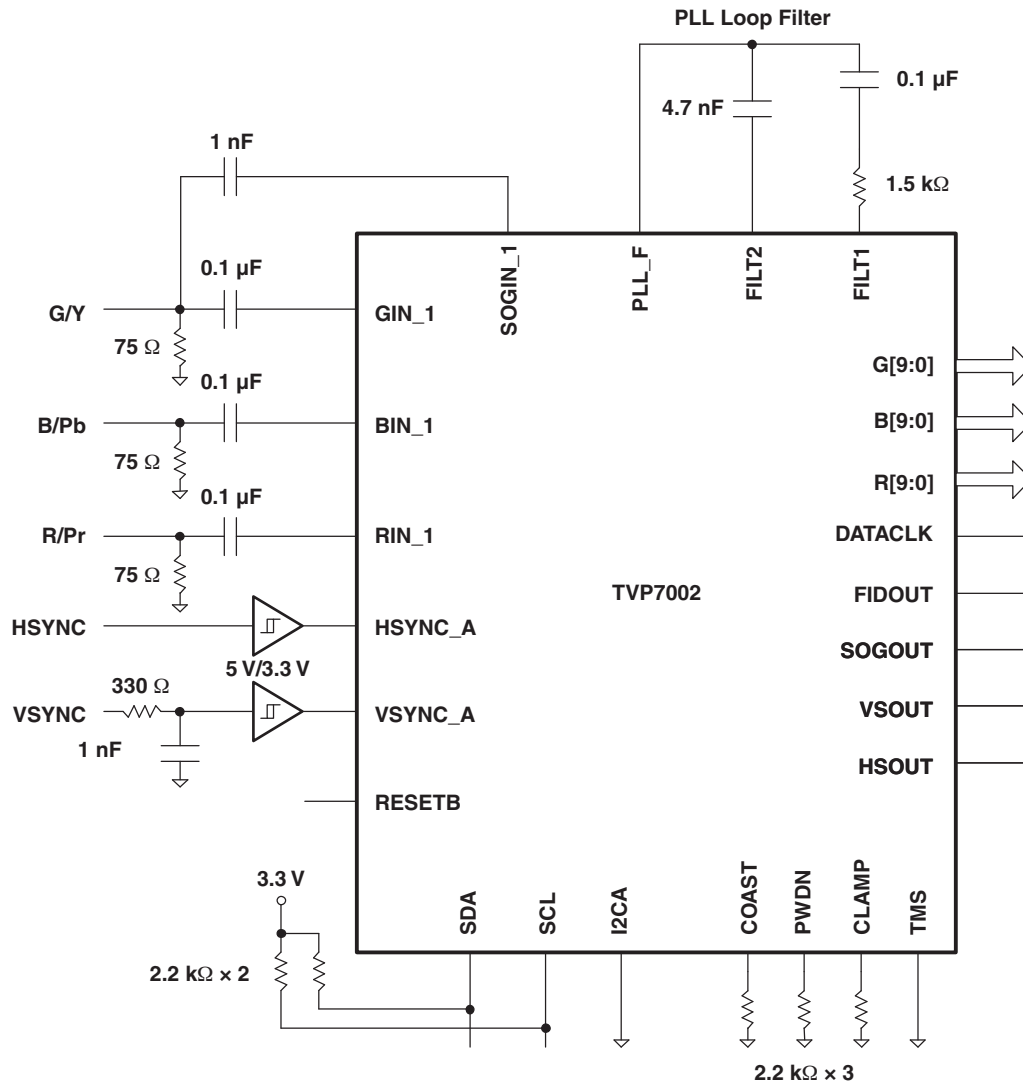 PLL Loop Filter
0.1 µF
4.7 nF
1 nF
1.5 kΩ
SOGIN_1
PLL_F
FILT2
FILT1
0.1 µF
G/Y
GIN_1
75 Ω
G[9:0]
0.1 µF
B/Pb
BIN_1
B[9:0]
75 Ω
R[9:0]
0.1 µF
R/Pr
RIN_1
DATACLK
75 Ω
TVP7002
FIDOUT
HSYNC
HSYNC_A
SOGOUT
5 V/3.3 V
330 Ω
VSYNC
VSYNC_A
VSOUT
1 nF
HSOUT
RESETB
3.3 V
SDA
SCL
I2CA
COAST
PWDN
CLAMP
TMS
2.2 kΩ × 2
2.2 kΩ × 3